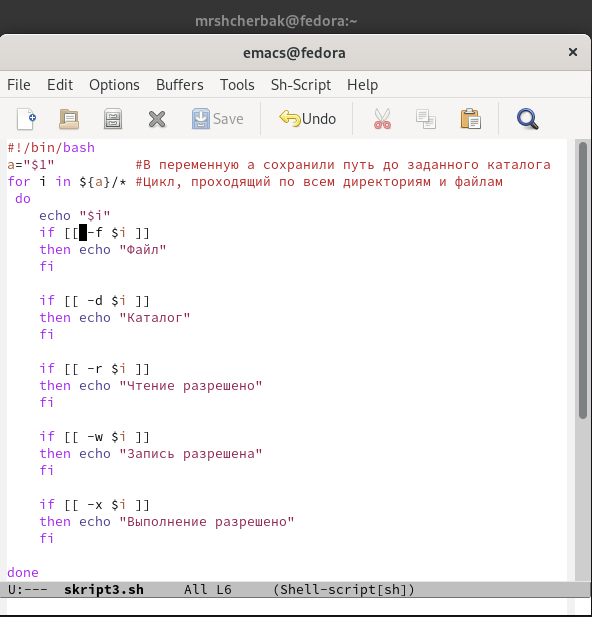 mrshcherbak@fedora:~
emacs@fedora
File Edit Options Buffers Tools Sh-Script Help
Save Undo
#!/bin/bash
a="$1" #В переменную а сохранили путь до заданного каталога
for i in ${a}/* #Цикл, проходящий по всем директориям и файлам
do
echo "$i"
if [[ -f $i ]]
then echo "Файл"
fi
if [[ -d $i ]]
then echo "Каталог"
fi
if [[ -r $i ]]
then echo "Чтение разрешено"
fi
if [[ -w $i ]]
then echo "Запись разрешена"
fi
if [[ -x $i ]]
then echo "Выполнение разрешено"
fi
done
U:--- skript3.sh All L6 (Shell-script[sh])